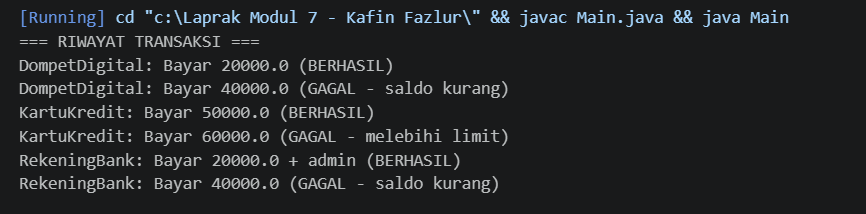 [Running] cd "c:\Laprak Modul 7 - Kafin Fazlur\" && javac Main.java && java Main
=== RIWAYAT TRANSAKSI ===
DompetDigital: Bayar 20000.0 (BERHASIL)
DompetDigital: Bayar 40000.0 (GAGAL - saldo kurang)
KartuKredit: Bayar 50000.0 (BERHASIL)
KartuKredit: Bayar 60000.0 (GAGAL - melebihi limit)
RekeningBank: Bayar 20000.0 + admin (BERHASIL)
RekeningBank: Bayar 40000.0 (GAGAL - saldo kurang)